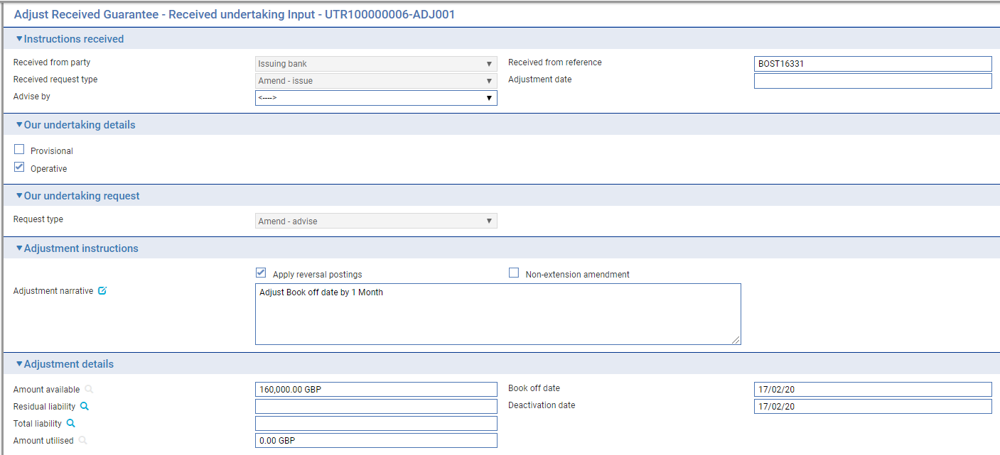 Adjust Received Guarantee - Received undertaking Input - UTR100000006-ADJ001
Instructions received
Received from party Issuing bank Received from reference BOST16331
Received request type Amend - issue Adjustment date
Advise by <---->
Our undertaking details
Provisional
Operative
Our undertaking request
Request type Amend - advise
Adjustment instructions
Apply reversal postings Non-extension amendment
Adjustment narrative Adjust Book off date by 1 Month
Adjustment details
Amount available 160,000.00 GBP Book off date 17/02/20
Residual liability Deactivation date 17/02/20
Total liability
Amount utilised 0.00 GBP